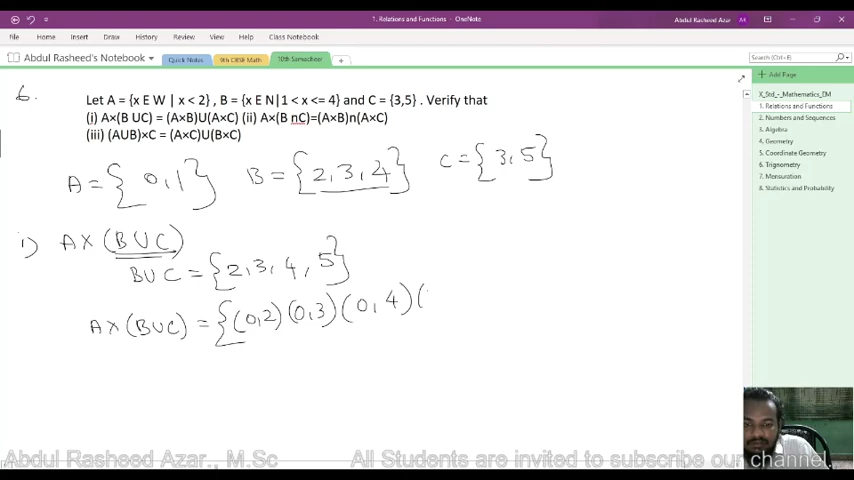 1. Relations and Functions - OneNote
Abdul Rasheed Azar AR
File Home Insert Draw History Review View Help Class Notebook
Abdul Rasheed's Notebook Quick Notes 9th CBSE Math 10th Samacheer +
Search (Ctrl+E)
Add Page
X_Std_-_Mathematics_EM
1. Relations and Functions
2. Numbers and Sequences
3. Algebra
4. Geometry
5. Coordinate Geometry
6. Trignometry
7. Mensuration
8. Statistics and Probability
6.
Let A = {x E W | x < 2} , B = {x E N|1 < x <= 4} and C = {3,5} . Verify that
(i) A×(B UC) = (A×B)U(A×C) (ii) A×(B nC)=(A×B)n(A×C)
(iii) (AUB)×C = (A×C)U(B×C)
A = {0,1} B = {2,3,4} C = {3,5}
i) A X (B U C)
B U C = {2,3,4,5}
A X (B U C) = {(0,2) (0,3) (0,4) (
Abdul Rasheed Azar., M.Sc All Students are invited to subscribe our channel